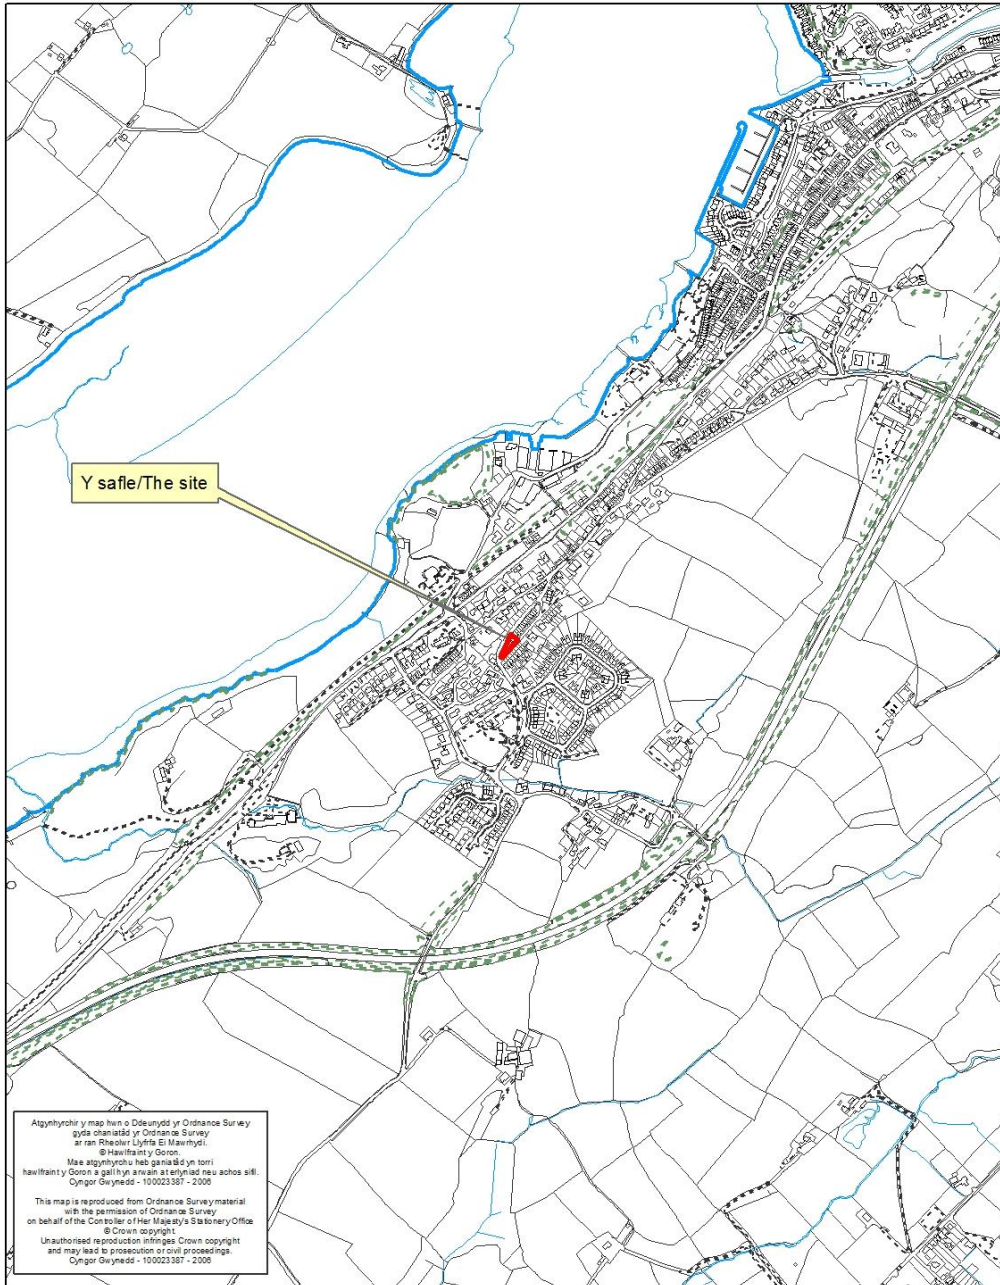 Y safle/The site
Atgynhyrchir y map hwn o Ddeunydd yr Ordnance Survey
gyda chaniatâd yr Ordnance Survey
ar ran Rheolwr Llyfrfa Ei Mawrhydi.
© Hawlfraint y Goron.
Mae atgynhyrchu heb ganiatâd yn torri
hawlfraint y Goron a gall hyn arwain at erlyniad neu achos sifil.
Cyngor Gwynedd - 100023387 - 2006
This map is reproduced from Ordnance Survey material
with the permission of Ordnance Survey
on behalf of the Controller of Her Majesty's Stationery Office
© Crown copyright.
Unauthorised reproduction infringes Crown copyright
and may lead to prosecution or civil proceedings.
Cyngor Gwynedd - 100023387 - 2006